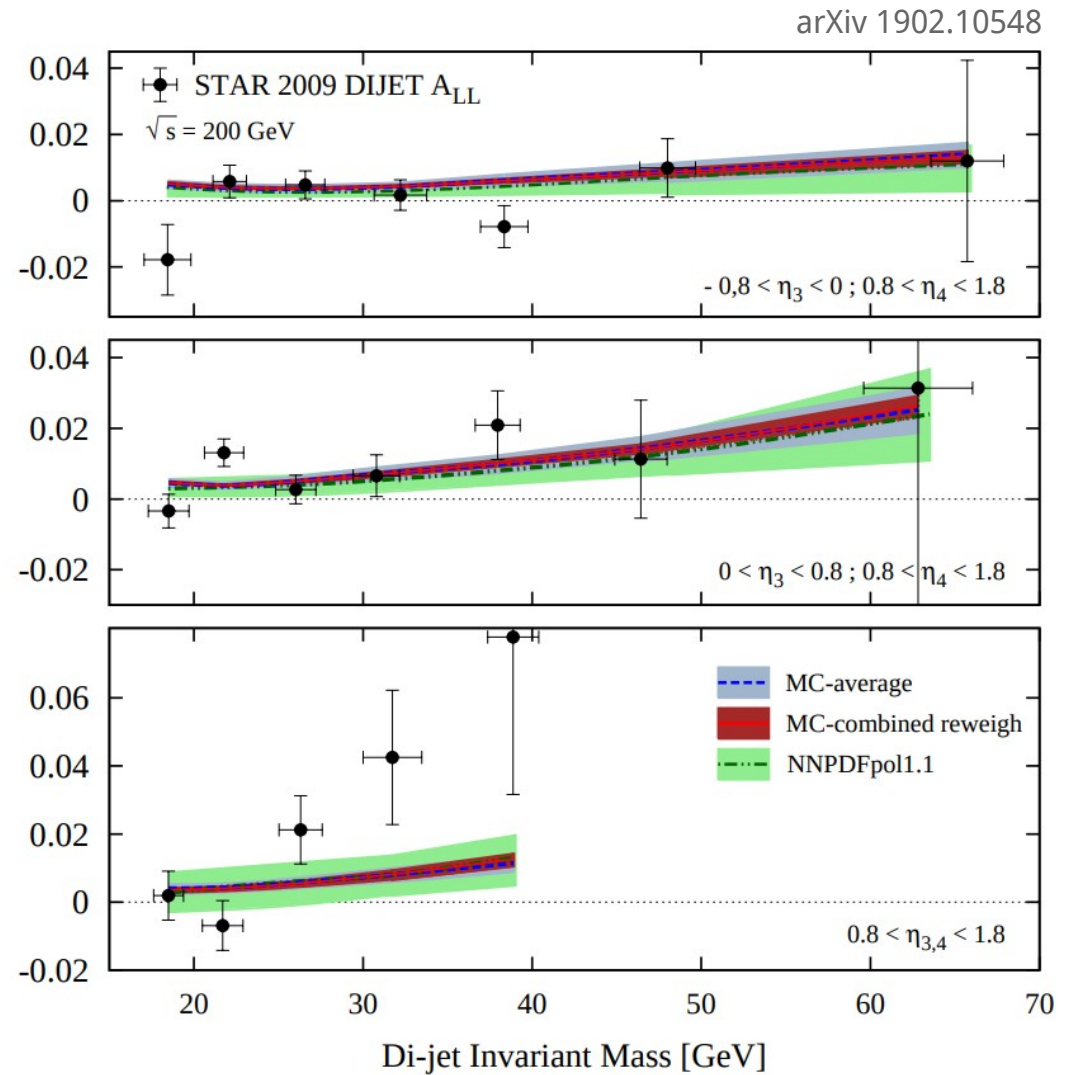 arXiv 1902.10548
0.04
0.02
0
-0.02
STAR 2009 DIJET A_LL
√s = 200 GeV
- 0,8 < η3 < 0 ; 0.8 < η4 < 1.8
0.04
0.02
0
-0.02
0 < η3 < 0.8 ; 0.8 < η4 < 1.8
0.06
0.04
0.02
0
-0.02
MC-average
MC-combined reweigh
NNPDFpol1.1
0.8 < η3,4 < 1.8
20 30 40 50 60 70
Di-jet Invariant Mass [GeV]